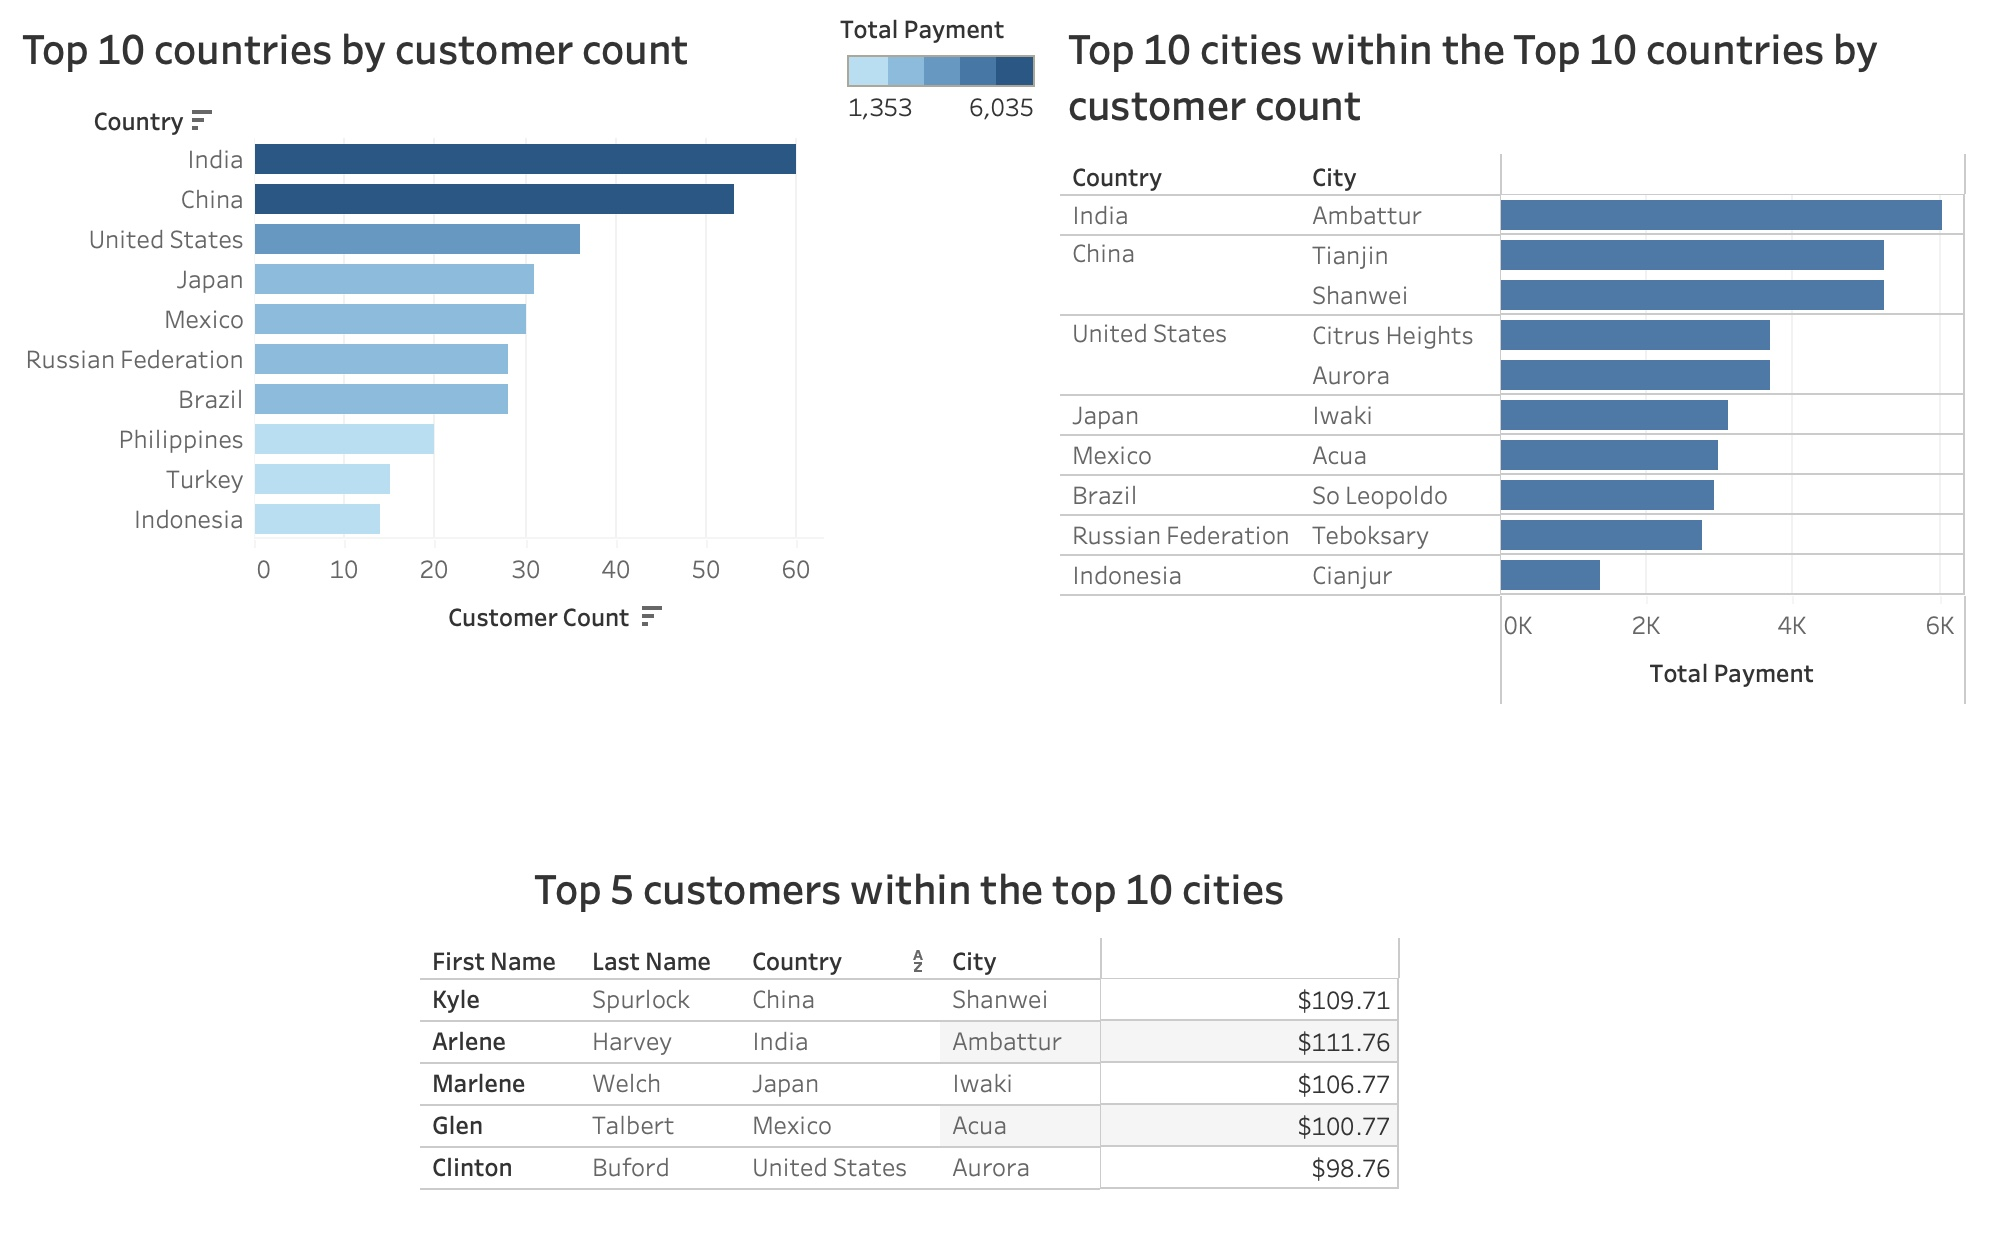 Top 10 countries by customer count
Total Payment
1,353 6,035
Country
India
China
United States
Japan
Mexico
Russian Federation
Brazil
Philippines
Turkey
Indonesia
0 10 20 30 40 50 60
Customer Count
Top 10 cities within the Top 10 countries by
customer count
Country City
India Ambattur
China Tianjin
Shanwei
United States Citrus Heights
Aurora
Japan Iwaki
Mexico Acua
Brazil So Leopoldo
Russian Federation Teboksary
Indonesia Cianjur
0K 2K 4K 6K
Total Payment
Top 5 customers within the top 10 cities
First Name Last Name Country AZ City
Kyle Spurlock China Shanwei $109.71
Arlene Harvey India Ambattur $111.76
Marlene Welch Japan Iwaki $106.77
Glen Talbert Mexico Acua $100.77
Clinton Buford United States Aurora $98.76